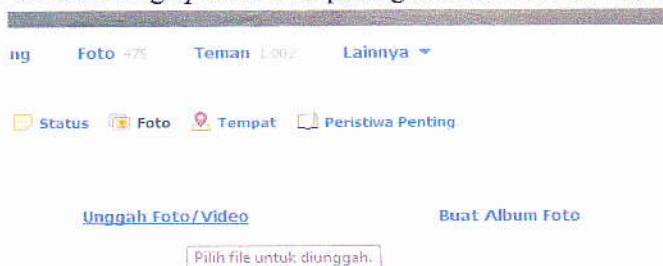 ng Foto 475 Teman 1.002 Lainnya
Status Foto Tempat Peristiwa Penting
Unggah Foto/Video Buat Album Foto
Pilih file untuk diunggah.